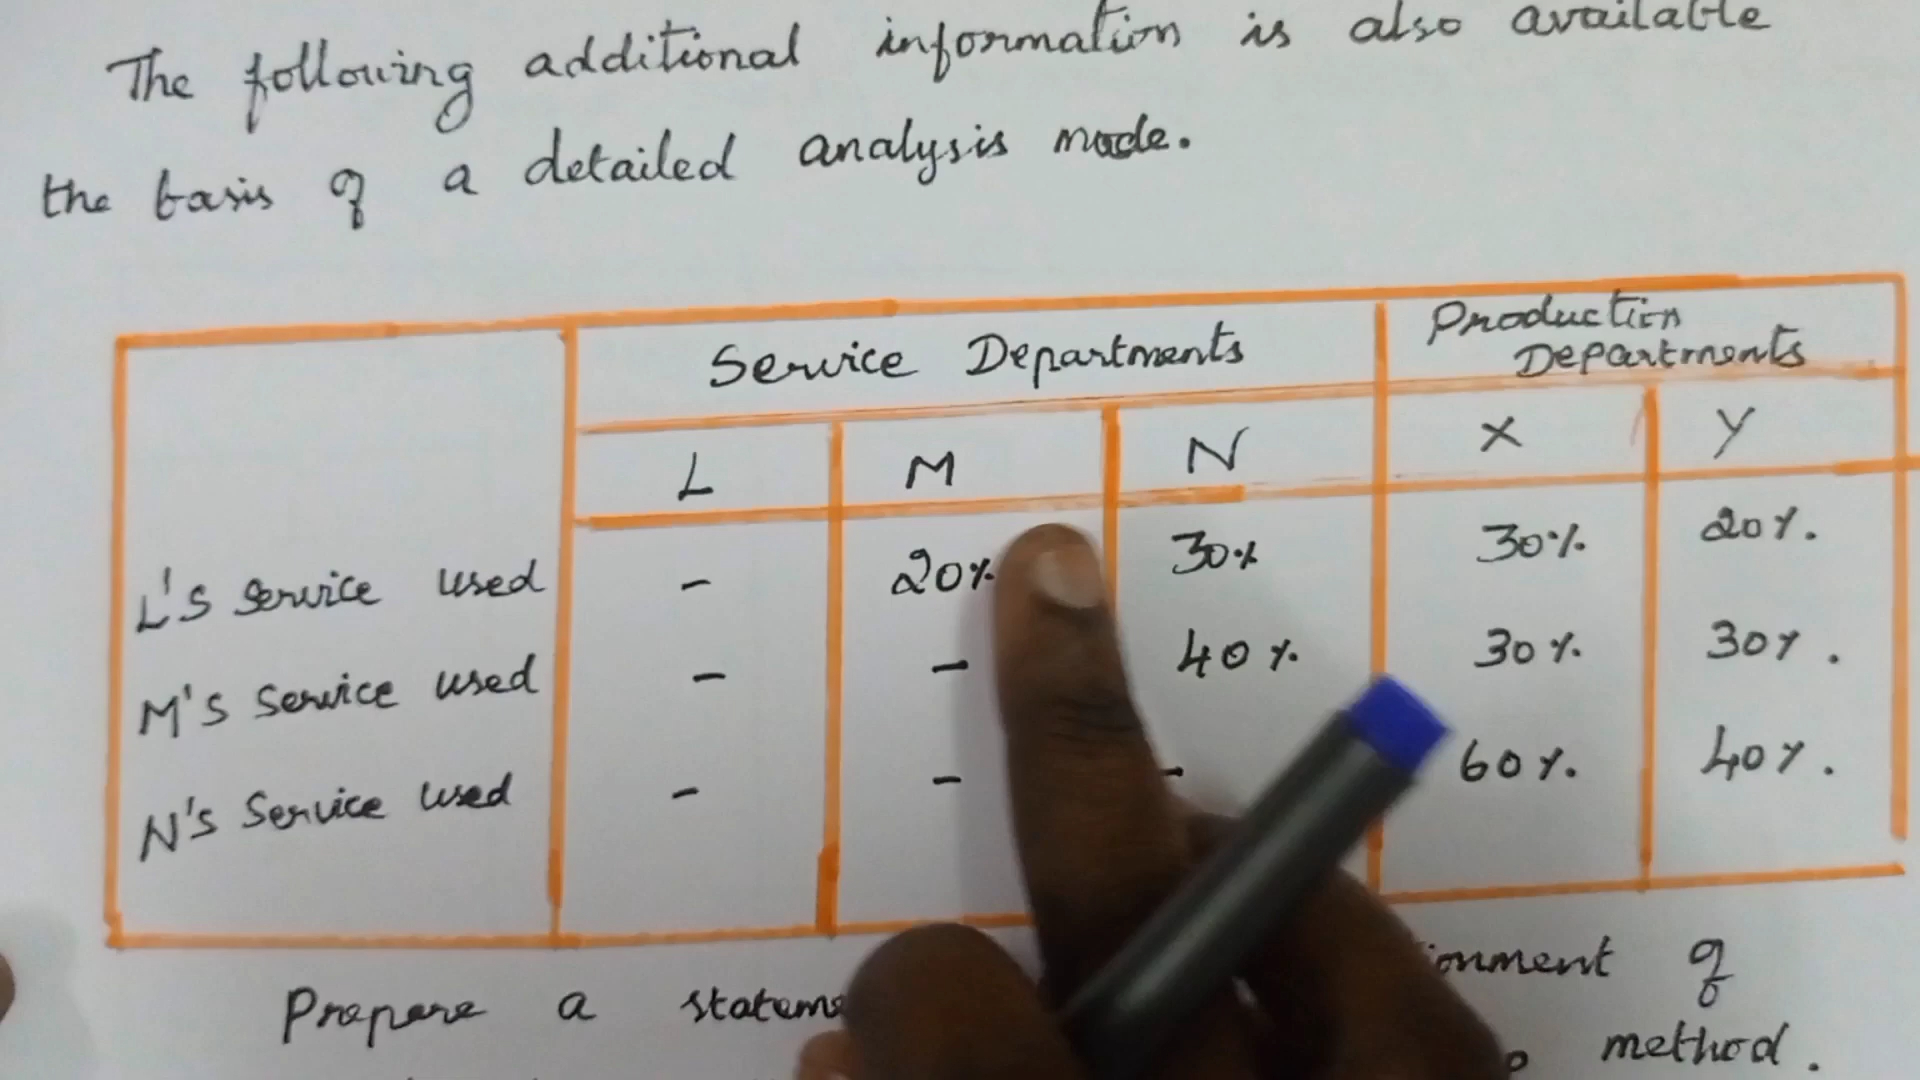 The following additional information is also available
the basis of a detailed analysis made.
Service Departments
Production
Departments
L M N X Y
L's Service used - 20% 30% 30% 20%.
M's Service used - - 40%. 30%. 30%.
N's Service used - - - 60%. 40%.
Prepare a of
method.